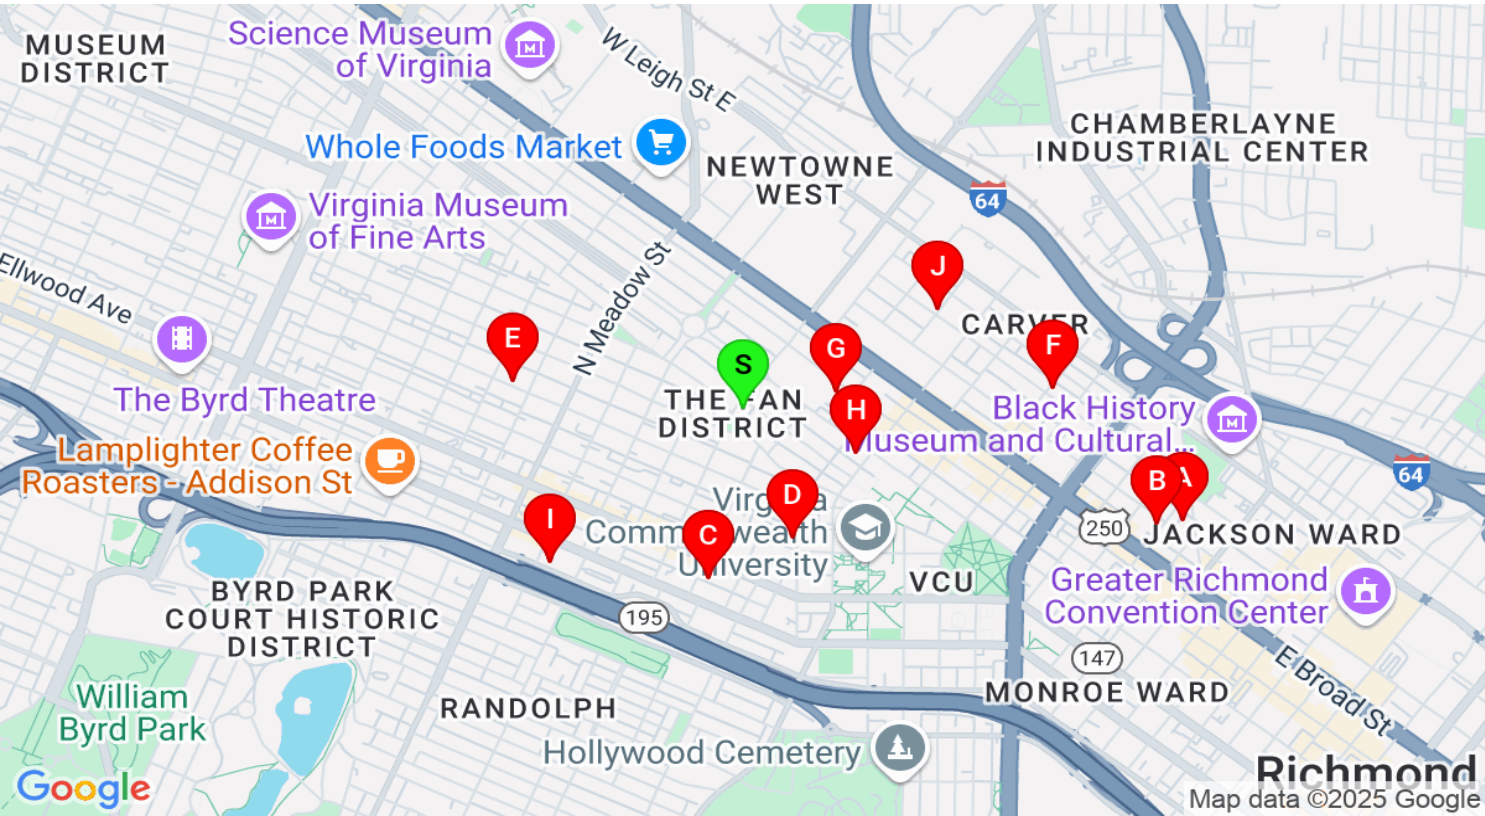 MUSEUM
DISTRICT
Science Museum
of Virginia
W Leigh St E
Whole Foods Market
NEWTOWNE
WEST
CHAMBERLAYNE
INDUSTRIAL CENTER
64
Virginia Museum
of Fine Arts
Ellwood Ave
N Meadow St
J
CARVER
F
E
G
S
H
THE FAN
DISTRICT
The Byrd Theatre
Black History
Museum and Cultural...
Lamplighter Coffee
Roasters - Addison St
64
B
A
250
JACKSON WARD
I
C
D
Virginia
Commonwealth
University
VCU
Greater Richmond
Convention Center
BYRD PARK
COURT HISTORIC
DISTRICT
195
147
E Broad St
MONROE WARD
RANDOLPH
William
Byrd Park
Hollywood Cemetery
Richmond
Google
Map data ©2025 Google